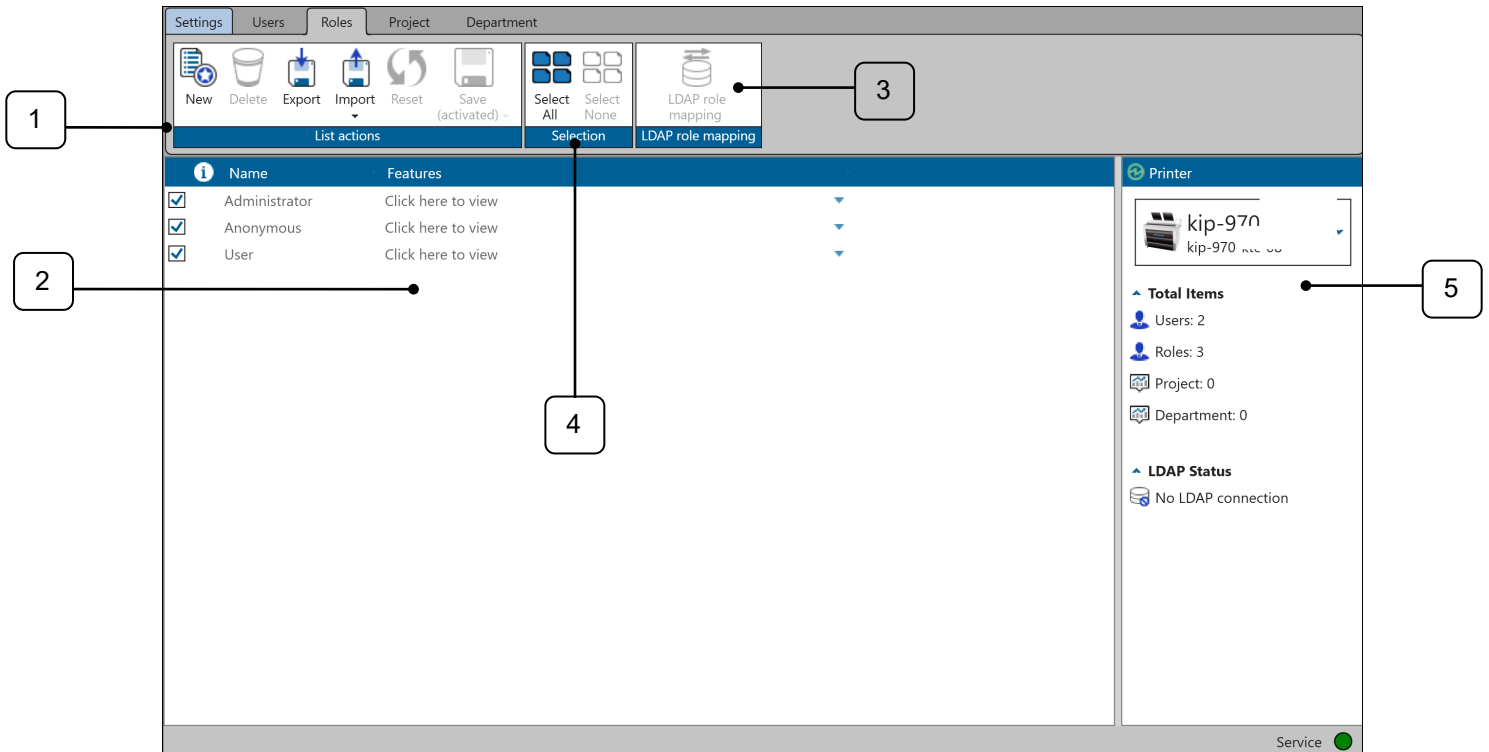 Settings Users Roles Project Department
New Delete Export Import Reset Save (activated) Select All Select None LDAP role mapping
List actions Selection LDAP role mapping
1
3
Name Features
Administrator Click here to view
Anonymous Click here to view
User Click here to view
2
4
Printer
kip-970
kip-970
Total Items
Users: 2
Roles: 3
Project: 0
Department: 0
LDAP Status
No LDAP connection
5
Service